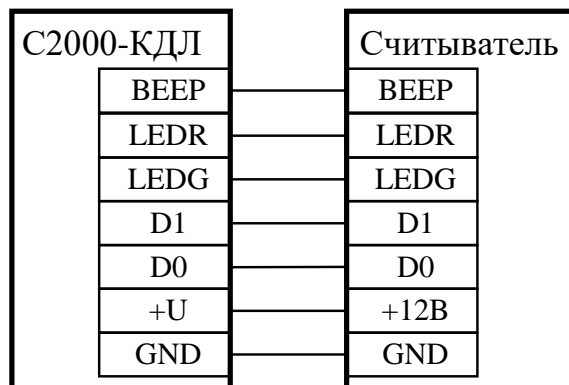 С2000-КДЛ Считыватель
BEEP BEEP
LEDR LEDR
LEDG LEDG
D1 D1
D0 D0
+U +12В
GND GND